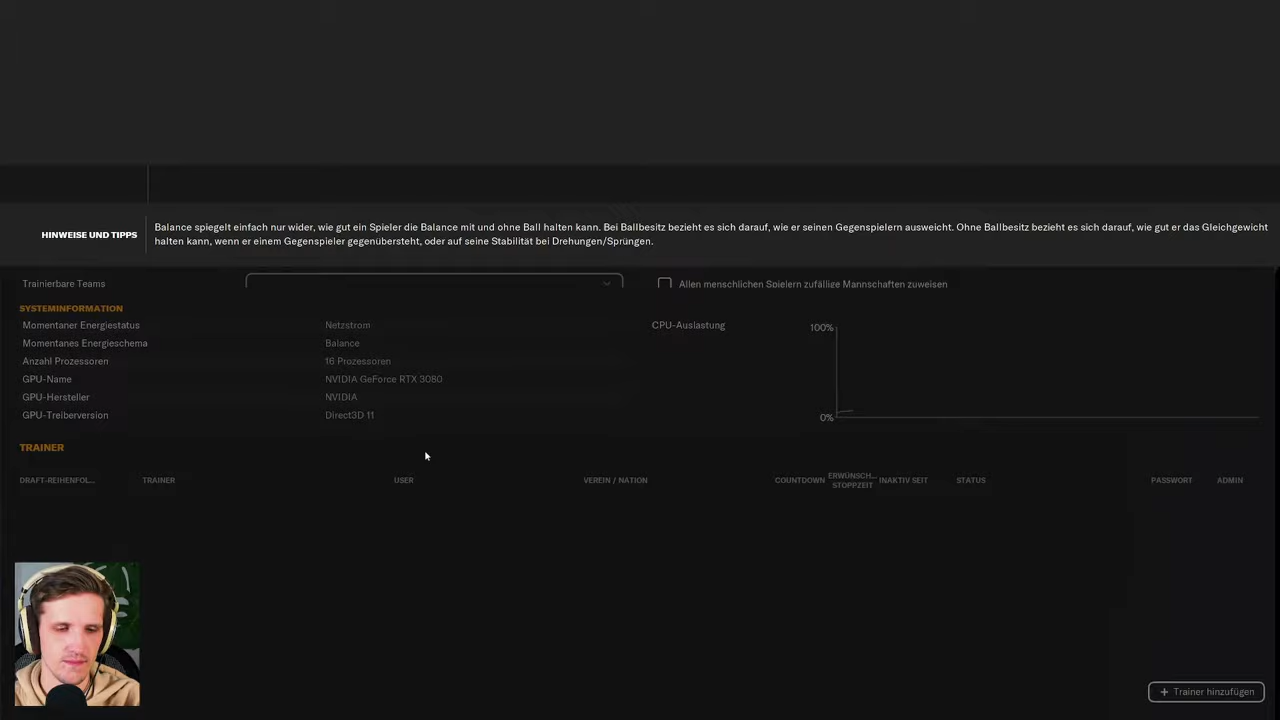 HINWEISE UND TIPPS
Balance spiegelt einfach nur wider, wie gut ein Spieler die Balance mit und ohne Ball halten kann. Bei Ballbesitz bezieht es sich darauf, wie er seinen Gegenspielern ausweicht. Ohne Ballbesitz bezieht es sich darauf, wie gut er das Gleichgewicht
halten kann, wenn er einem Gegenspieler gegenübersteht, oder auf seine Stabilität bei Drehungen/Sprüngen.
Trainierbare Teams
Allen menschlichen Spielern zufällige Mannschaften zuweisen
SYSTEMINFORMATION
Momentaner Energiestatus Netzstrom
Momentanes Energieschema Balance
Anzahl Prozessoren 16 Prozessoren
GPU-Name NVIDIA GeForce RTX 3080
GPU-Hersteller NVIDIA
GPU-Treiberversion Direct3D 11
CPU-Auslastung
100%
0%
TRAINER
DRAFT-REIHENFOL... TRAINER USER VEREIN / NATION COUNTDOWN ERWÜNSCH... STOPPZEIT INAKTIV SEIT STATUS PASSWORT ADMIN
+ Trainer hinzufügen